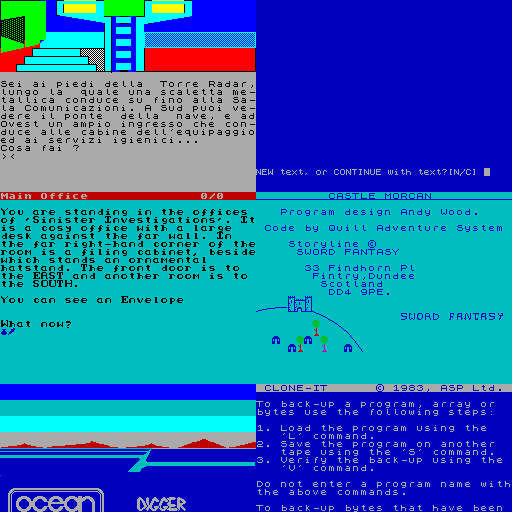 Sei ai piedi della  Torre Radar,
lungo la  quale una scaletta me-
tallica conduce su fino alla Sa-
la Comunicazioni. A Sud puoi ve-
dere il ponte  della  nave, e ad
Ovest un ampio ingresso che con-
duce alle cabine dell'equipaggio
ed ai servizi igienici...
Cosa fai ?
><
NEW text, or CONTINUE with text?[N/C]
Main Office 0/0
You are standing in the offices
of 'Sinister Investigations'. It
is a cosy office with a large
desk against the far wall. In
the far right-hand corner of the
room is a filing cabinet, beside
which stands an ornamental
hatstand. The front door is to
the EAST and another room is to
the SOUTH.
You can see an Envelope
What now?
CASTLE MORCAN
Program design Andy Wood.
Code by Quill Adventure System
Storyline ©
SWORD FANTASY
33 Findhorn Pl
Fintry,Dundee
Scotland
DD4 9PE.
SWORD FANTASY
ocean
DIGGER
CLONE-IT © 1983, ASP Ltd.
To back-up a program, array or
bytes use the following steps:
1. Load the program using the
'L' command.
2. Save the program on another
tape using the 'S' command.
3. Verify the back-up using the
'V' command.
Do not enter a program name with
the above commands.
To back-up bytes that have been